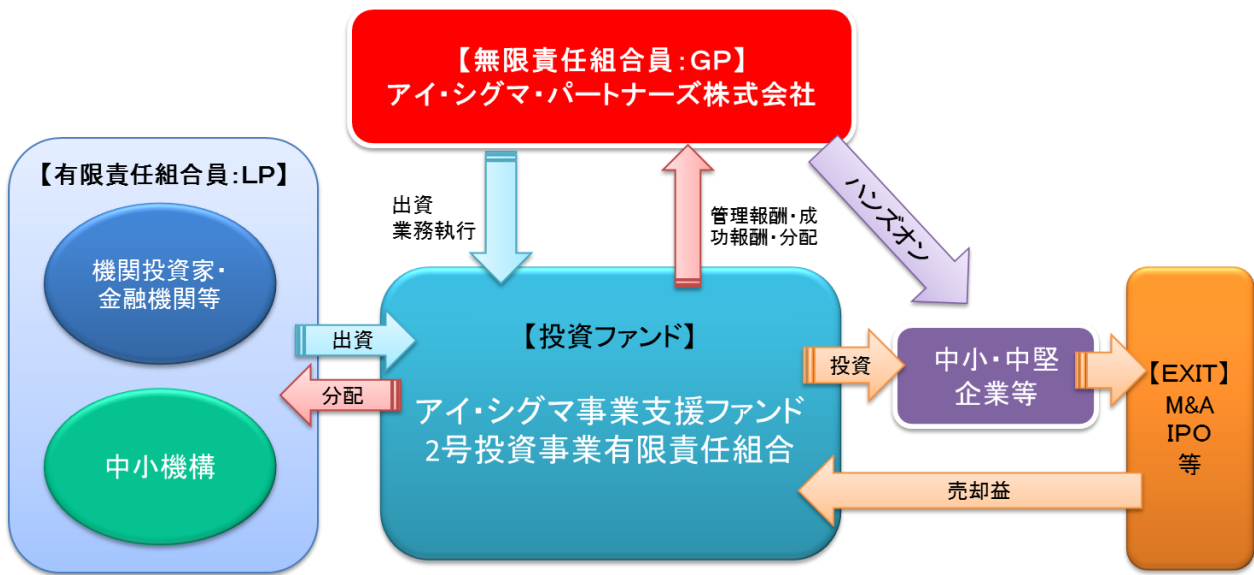 【無限責任組合員:GP】
アイ・シグマ・パートナーズ株式会社
【有限責任組合員:LP】
機関投資家・
金融機関等
中小機構
出資
業務執行
管理報酬・成
功報酬・分配
ハンズオン
出資
分配
【投資ファンド】
アイ・シグマ事業支援ファンド
2号投資事業有限責任組合
投資
中小・中堅
企業等
【EXIT】
M&A
IPO
等
売却益